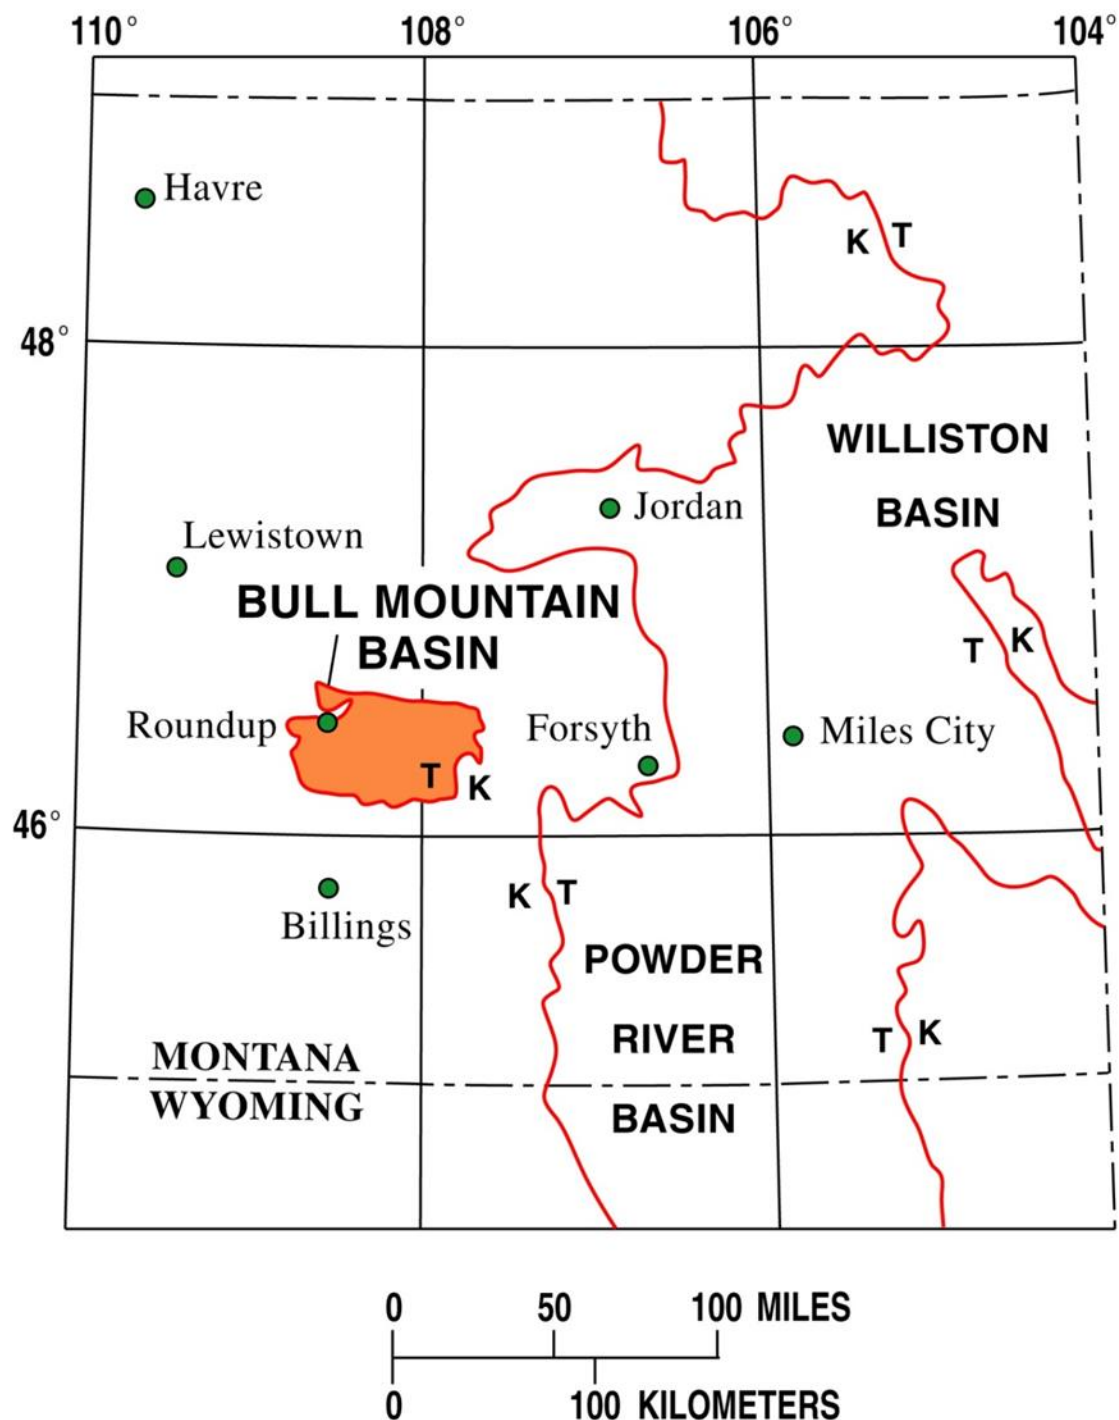 110° 108° 106° 104°
Havre
K T
48°
WILLISTON
BASIN
Jordan
Lewistown
BULL MOUNTAIN
BASIN
T K
Roundup
Forsyth
Miles City
T K
46°
K T
Billings
POWDER
RIVER
BASIN
T K
MONTANA
WYOMING
0 50 100 MILES
0 100 KILOMETERS